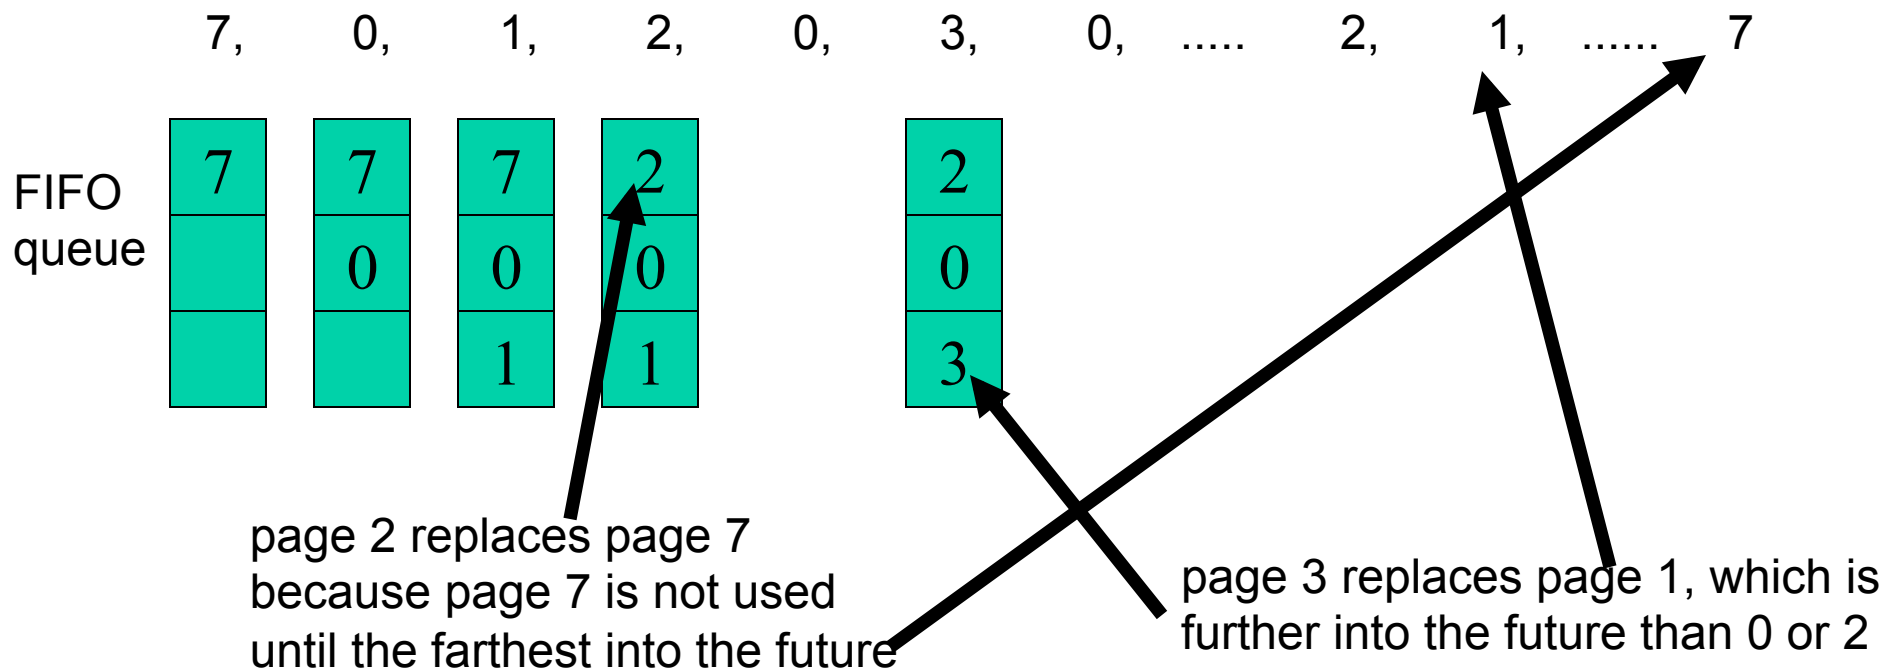 7, 0, 1, 2, 0, 3, 0, ..... 2, 1, ...... 7
FIFO
queue
7 7 7 2 2
0 0 0 0
1 1 3
page 2 replaces page 7
because page 7 is not used
until the farthest into the future
page 3 replaces page 1, which is
further into the future than 0 or 2